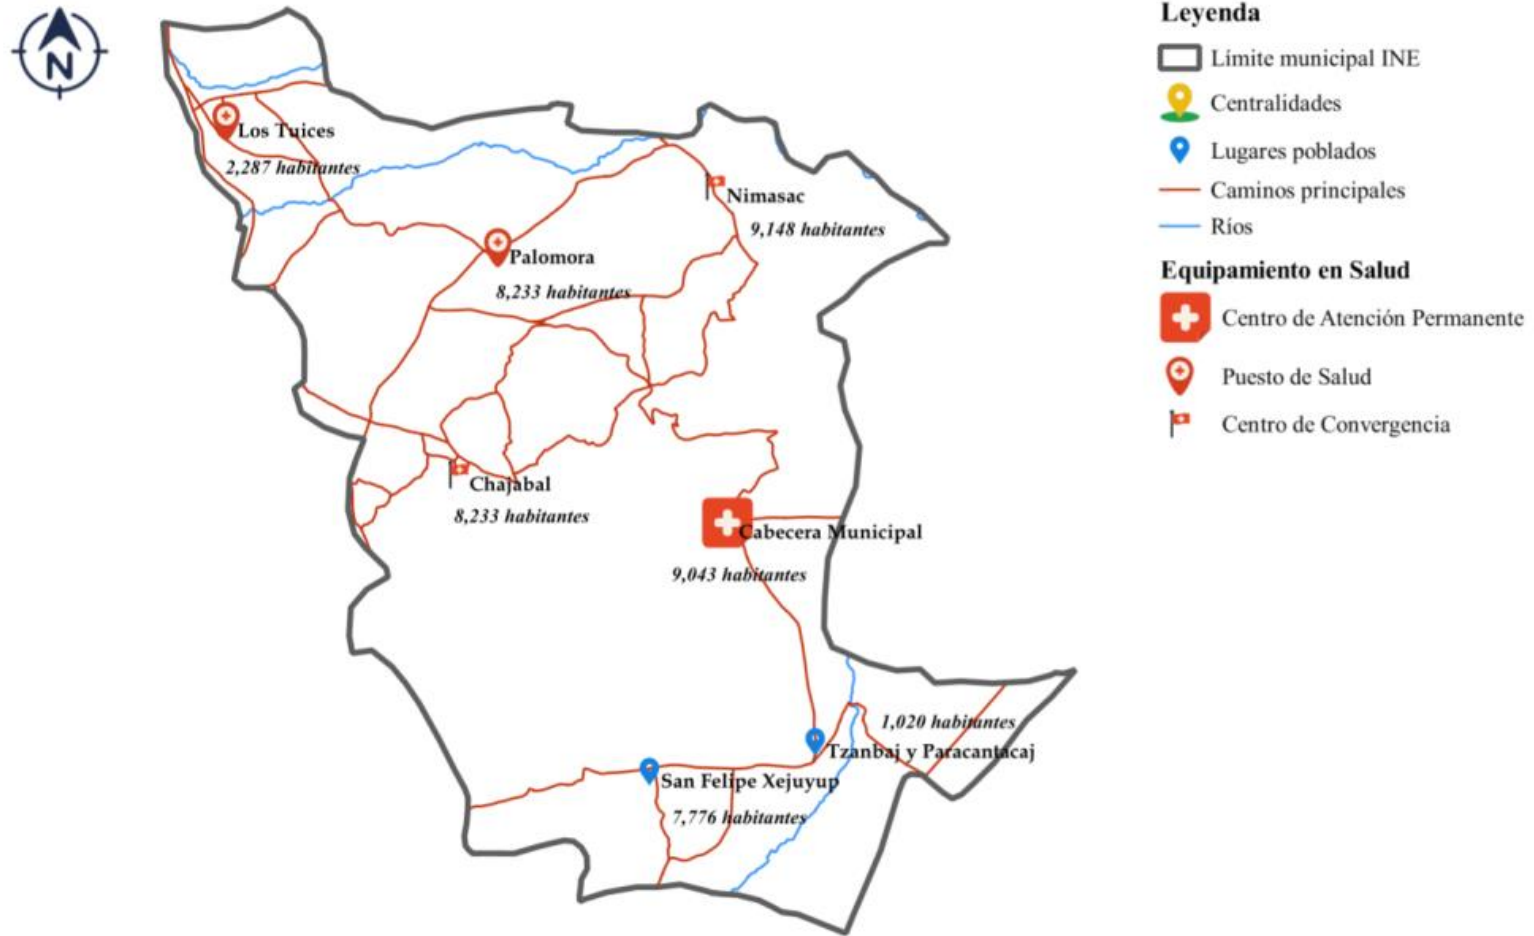 N
Los Tuices
2,287 habitantes
Nimasac
9,148 habitantes
Palomora
8,233 habitantes
Chajabal
8,233 habitantes
Cabecera Municipal
9,043 habitantes
1,020 habitantes
Tzanbaj y Paracantacaj
San Felipe Xejuyup
7,776 habitantes
Leyenda
Límite municipal INE
Centralidades
Lugares poblados
Caminos principales
Ríos
Equipamiento en Salud
Centro de Atención Permanente
Puesto de Salud
Centro de Convergencia